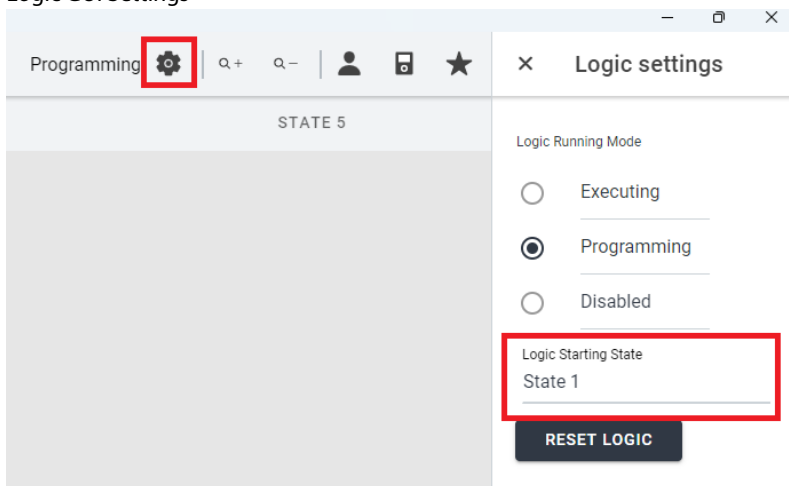 Programming
STATE 5
Logic settings
Logic Running Mode
Executing
Programming
Disabled
Logic Starting State
State 1
RESET LOGIC